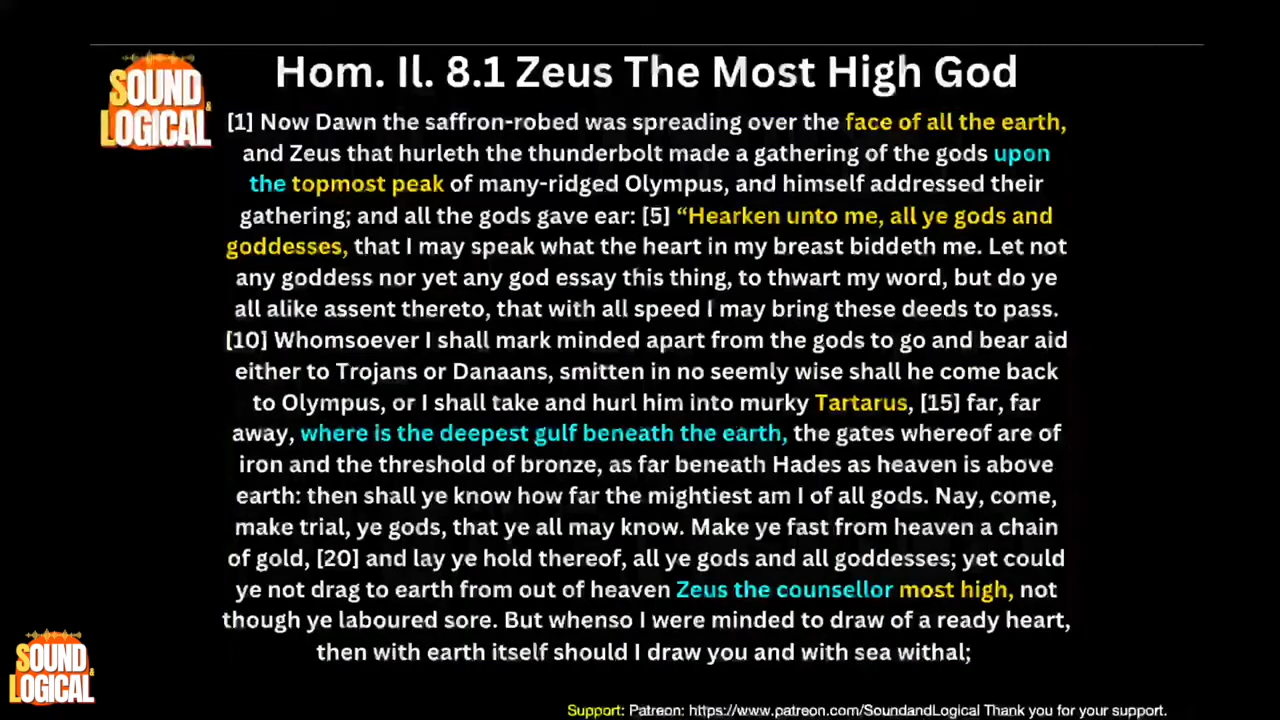 Hom. Il. 8.1 Zeus The Most High God
SOUND &
LOGICAL
[1] Now Dawn the saffron-robed was spreading over the face of all the earth,
and Zeus that hurleth the thunderbolt made a gathering of the gods upon
the topmost peak of many-ridged Olympus, and himself addressed their
gathering; and all the gods gave ear: [5] “Hearken unto me, all ye gods and
goddesses, that I may speak what the heart in my breast biddeth me. Let not
any goddess nor yet any god essay this thing, to thwart my word, but do ye
all alike assent thereto, that with all speed I may bring these deeds to pass.
[10] Whomsoever I shall mark minded apart from the gods to go and bear aid
either to Trojans or Danaans, smitten in no seemly wise shall he come back
to Olympus, or I shall take and hurl him into murky Tartarus, [15] far, far
away, where is the deepest gulf beneath the earth, the gates whereof are of
iron and the threshold of bronze, as far beneath Hades as heaven is above
earth: then shall ye know how far the mightiest am I of all gods. Nay, come,
make trial, ye gods, that ye all may know. Make ye fast from heaven a chain
of gold, [20] and lay ye hold thereof, all ye gods and all goddesses; yet could
ye not drag to earth from out of heaven Zeus the counsellor most high, not
though ye laboured sore. But whenso I were minded to draw of a ready heart,
then with earth itself should I draw you and with sea withal;
SOUND &
LOGICAL
Support: Patreon: https://www.patreon.com/SoundandLogical Thank you for your support.